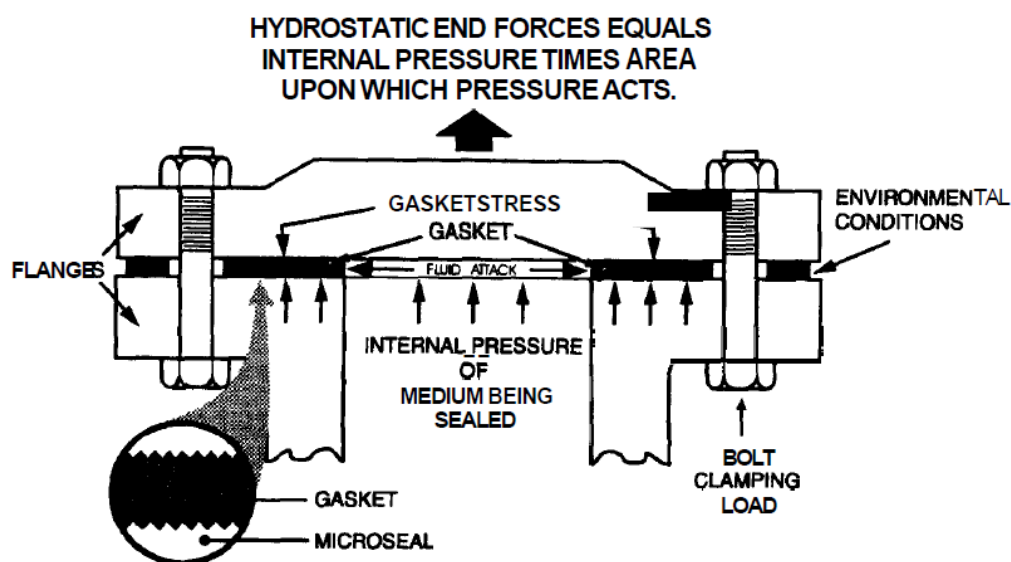 HYDROSTATIC END FORCES EQUALS
INTERNAL PRESSURE TIMES AREA
UPON WHICH PRESSURE ACTS.
GASKETSTRESS
GASKET
ENVIRONMENTAL
CONDITIONS
FLANGES
FLUID ATTACK
INTERNAL PRESSURE
OF
MEDIUM BEING
SEALED
BOLT
CLAMPING
LOAD
GASKET
MICROSEAL